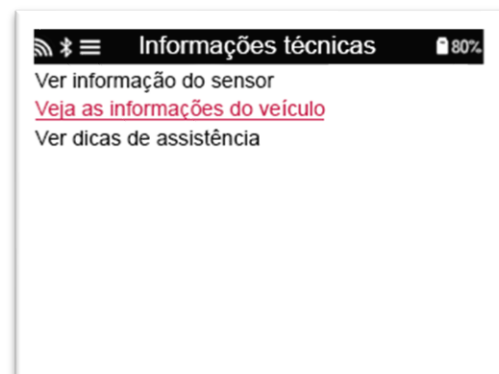 Informações técnicas 80%
Ver informação do sensor
Veja as informações do veículo
Ver dicas de assistência